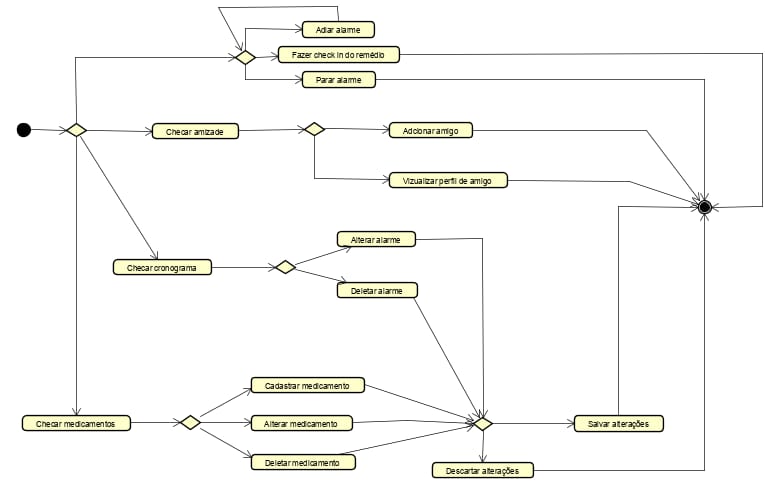 Adiar alarme
Fazer check in do remédio
Parar alarme
Checar amizade
Adcionar amigo
Vizualizar perfil de amigo
Alterar alarme
Checar cronograma
Deletar alarme
Cadastrar medicamento
Checar medicamentos
Alterar medicamento
Salvar alterações
Deletar medicamento
Descartar alterações